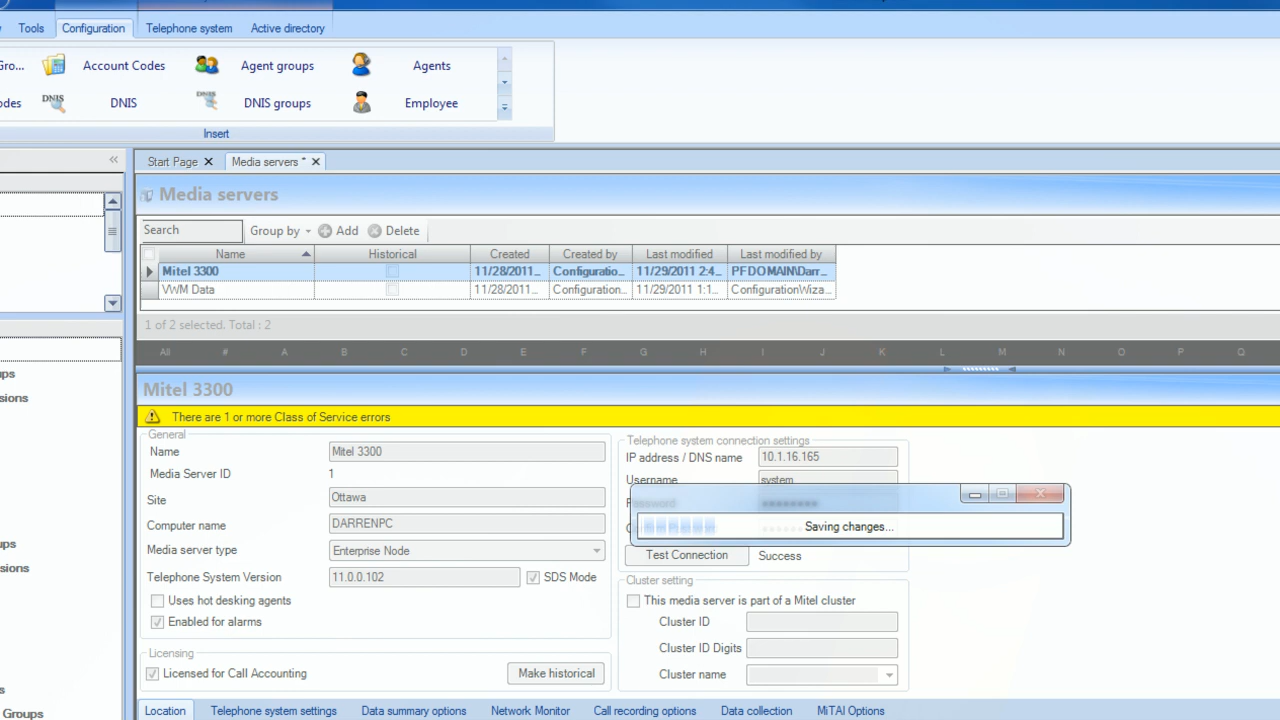 Tools Configuration Telephone system Active directory
Gro... Account Codes Agent groups Agents
odes DNIS DNIS DNIS DNIS groups Employee
Insert
Start Page Media servers *
Media servers
Search Group by Add Delete
Name Historical Created Created by Last modified Last modified by
Mitel 3300 11/28/2011... Configuratio... 11/29/2011 2:4... PFDOMAIN\Darr...
VWM Data 11/28/2011... Configuration... 11/29/2011 1:1... ConfigurationWiza...
1 of 2 selected. Total : 2
All # A B C D E F G H I J K L M N O P Q
Mitel 3300
There are 1 or more Class of Service errors
General
Name Mitel 3300
Media Server ID 1
Site Ottawa
Computer name DARRENPC
Media server type Enterprise Node
Telephone System Version 11.0.0.102 SDS Mode
Uses hot desking agents
Enabled for alarms
Licensing
Licensed for Call Accounting Make historical
Telephone system connection settings
IP address / DNS name 10.1.16.165
Username system
Password
Saving changes...
Test Connection Success
Cluster setting
This media server is part of a Mitel cluster
Cluster ID
Cluster ID Digits
Cluster name
Location Telephone system settings Data summary options Network Monitor Call recording options Data collection MiTAI Options
ups
sions
ups
sions
s
Groups